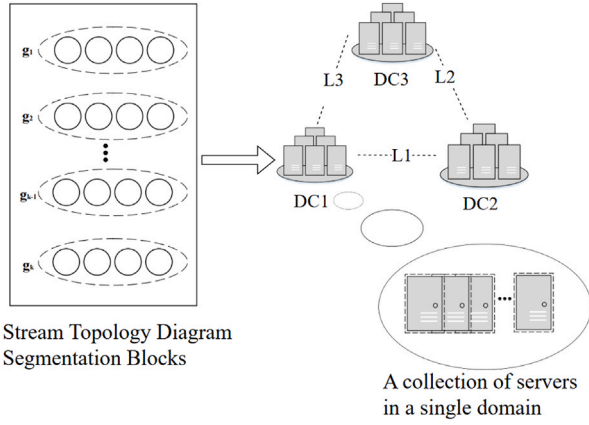 g1
g2
gk-1
gk
L3
DC3
L2
L1
DC1
DC2
Stream Topology Diagram
Segmentation Blocks
A collection of servers
in a single domain